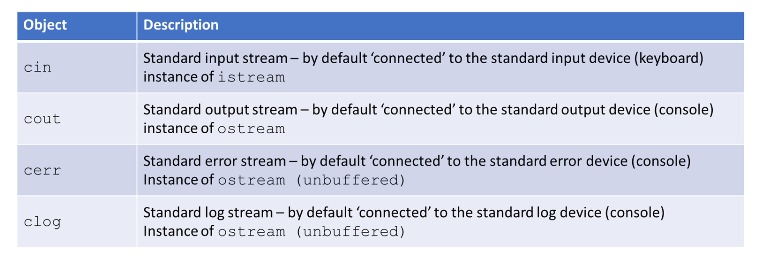 Object Description
cin
Standard input stream – by default ‘connected’ to the standard input device (keyboard)
instance of istream
cout
Standard output stream – by default ‘connected’ to the standard output device (console)
instance of ostream
cerr
Standard error stream – by default ‘connected’ to the standard error device (console)
Instance of ostream (unbuffered)
clog
Standard log stream – by default ‘connected’ to the standard log device (console)
Instance of ostream (unbuffered)